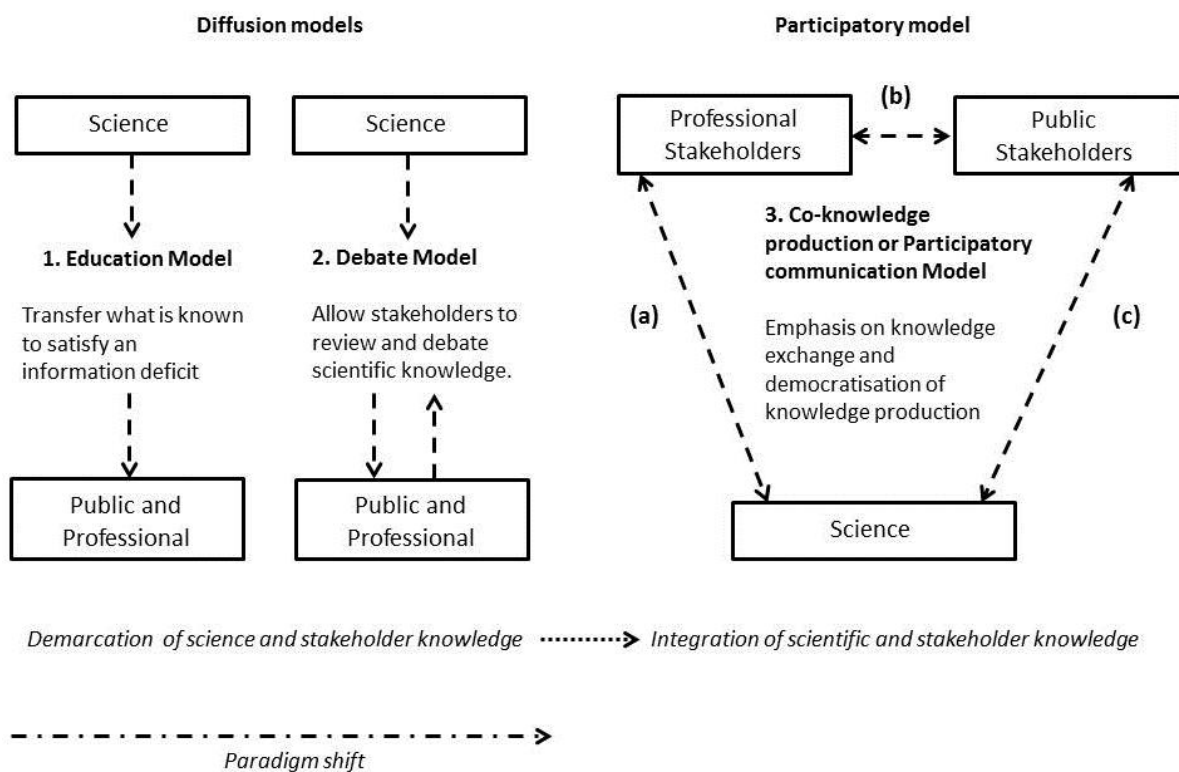 Diffusion models
Science
1. Education Model
Transfer what is known
to satisfy an
information deficit
Public and
Professional
Science
2. Debate Model
Allow stakeholders to
review and debate
scientific knowledge.
Public and
Professional
Participatory model
Professional
Stakeholders
(b)
Public
Stakeholders
3. Co-knowledge
production or Participatory
communication Model
(a)
Emphasis on knowledge
exchange and
democratisation of
knowledge production
(c)
Science
Demarcation of science and stakeholder knowledge
Integration of scientific and stakeholder knowledge
Paradigm shift